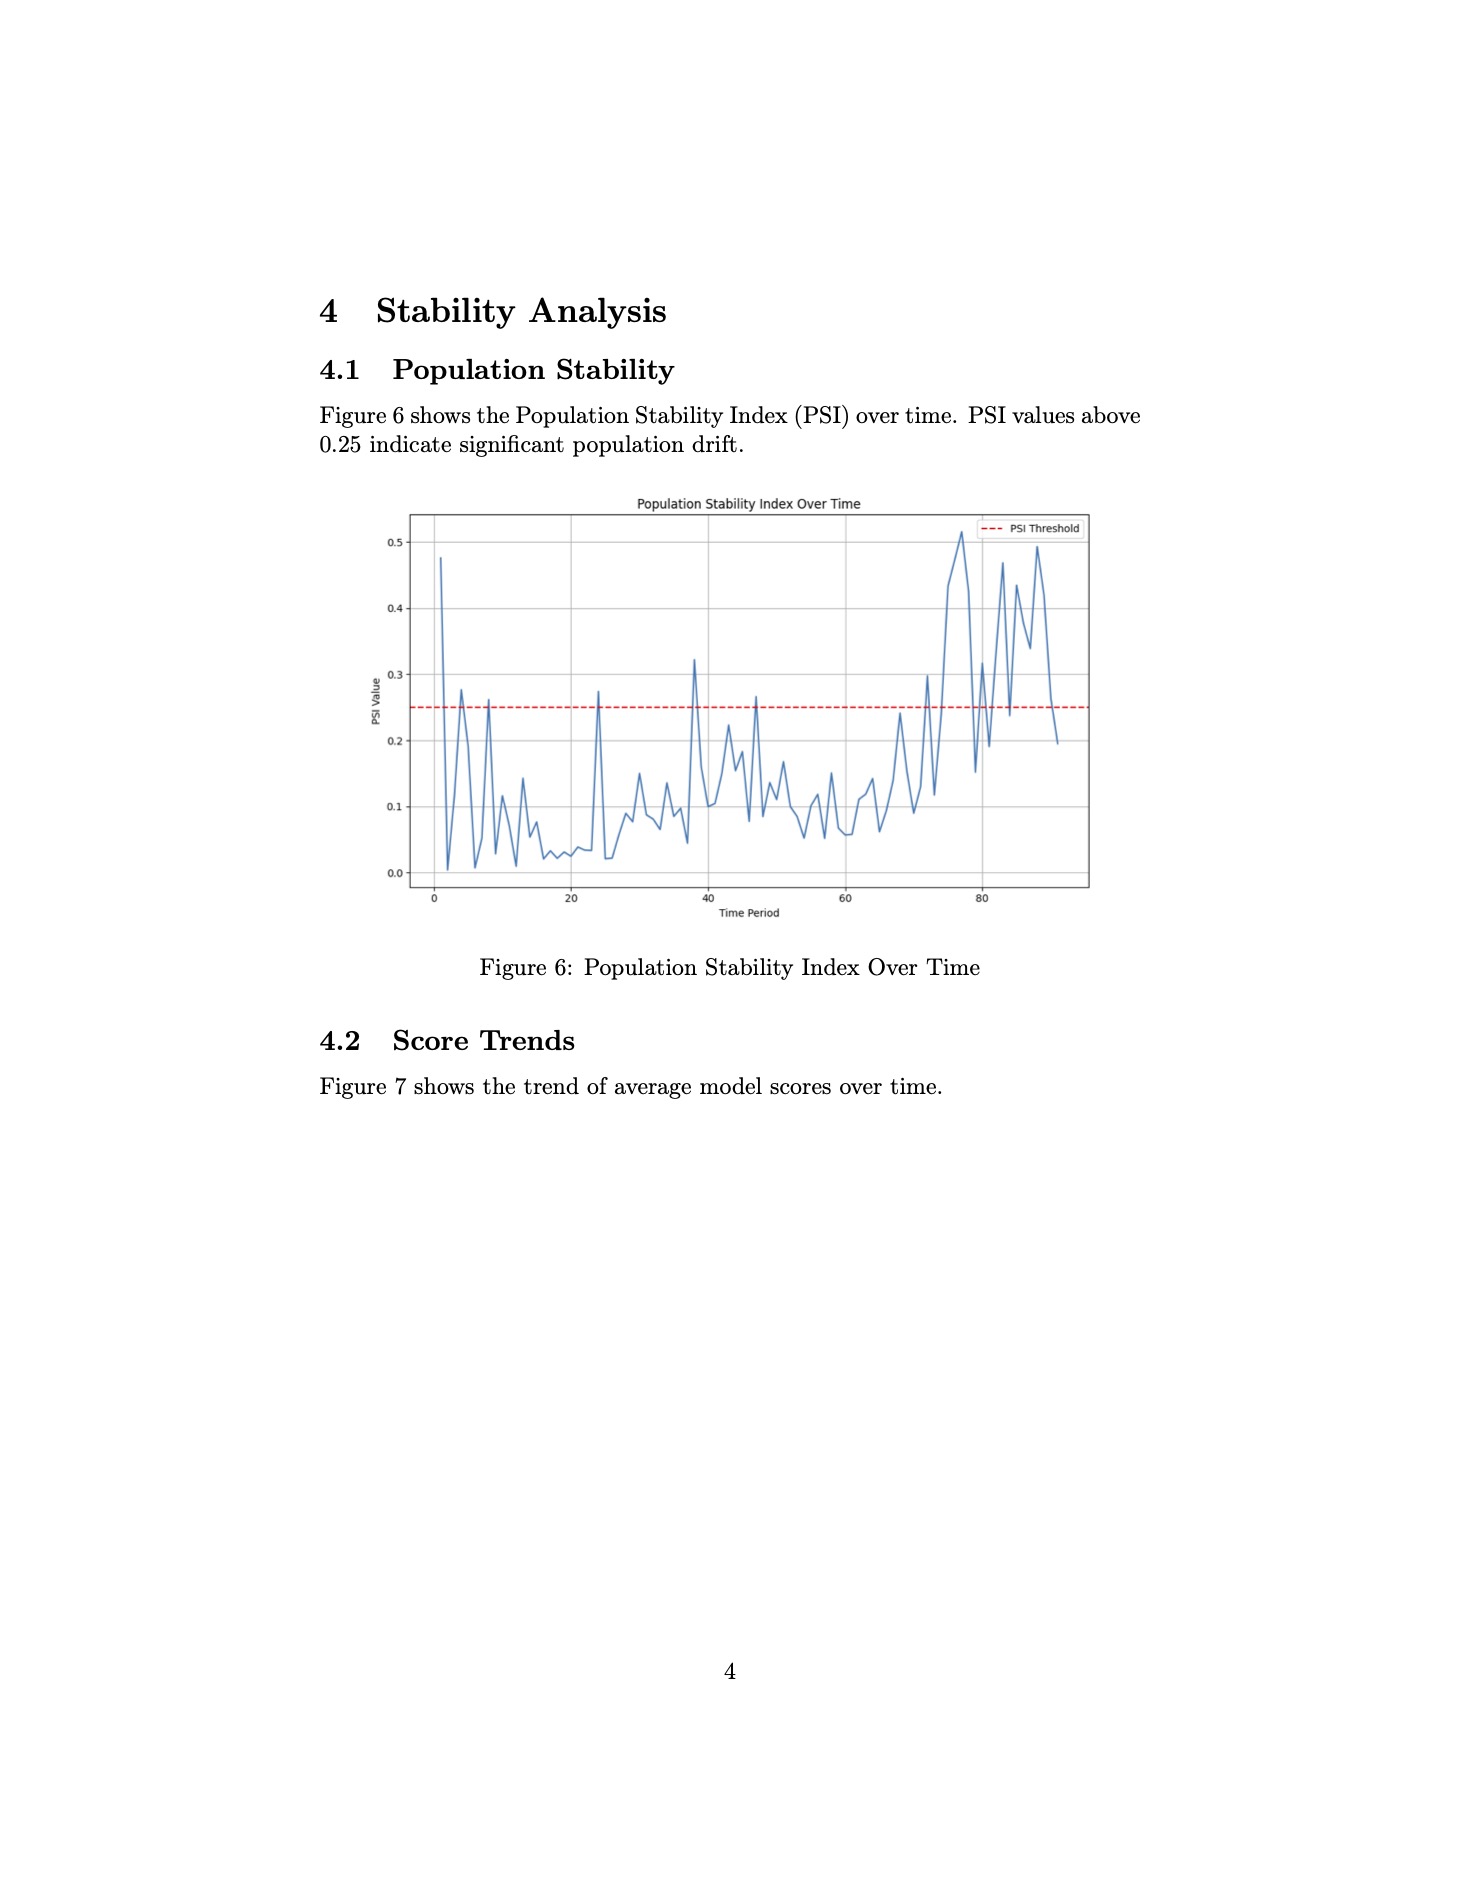 4 Stability Analysis
4.1 Population Stability
Figure 6 shows the Population Stability Index (PSI) over time. PSI values above
0.25 indicate significant population drift.
Population Stability Index Over Time
PSI Threshold
0.5
0.4
0.3
0.2
0.1
0.0
PSI Value
0 20 40 60 80
Time Period
Figure 6: Population Stability Index Over Time
4.2 Score Trends
Figure 7 shows the trend of average model scores over time.
4